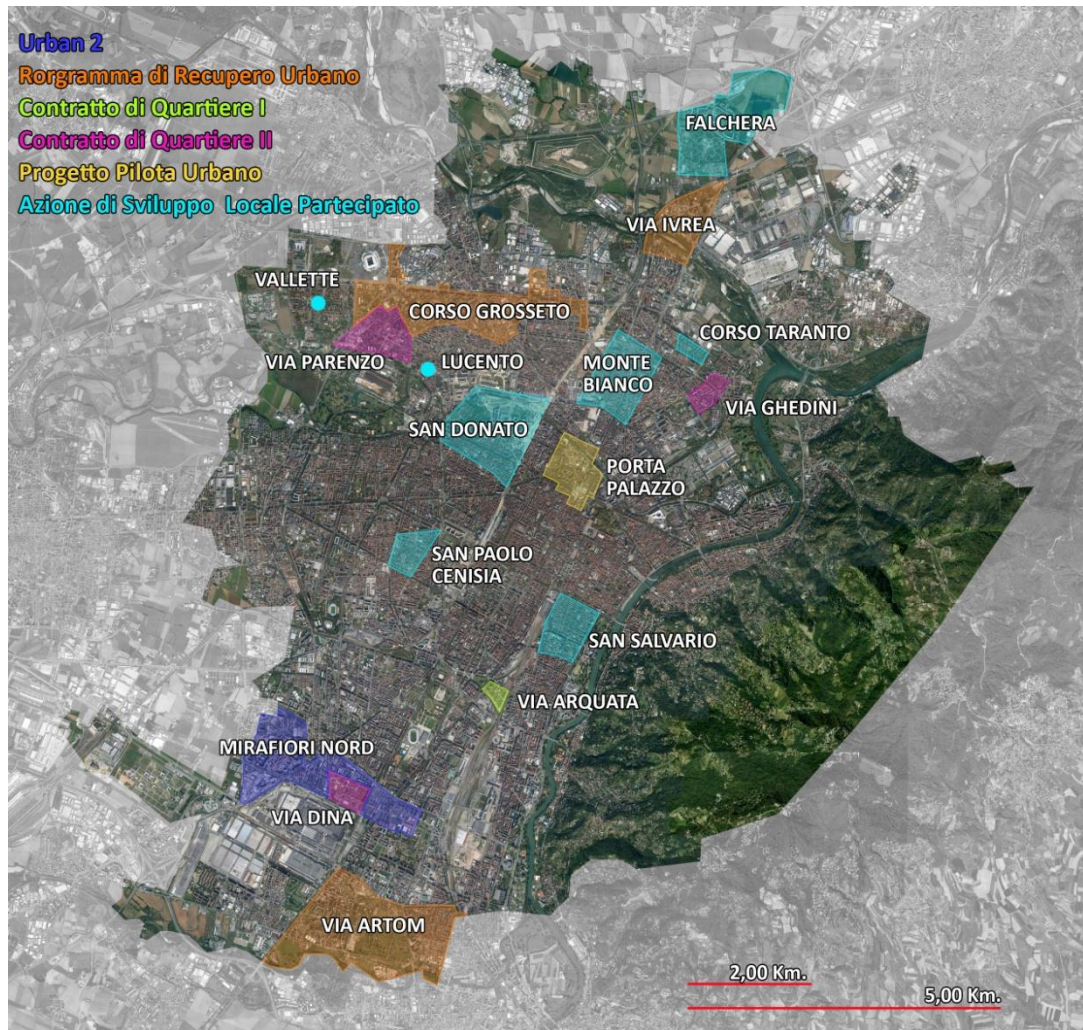 Urban 2
Rorgramma di Recupero Urbano
Contratto di Quartiere I
Contratto di Quartiere II
Progetto Pilota Urbano
Azione di Sviluppo Locale Partecipato
FALCHERA
VIA IVREA
VALLETTE
CORSO GROSSETO
CORSO TARANTO
VIA PARENZO
LUCENTO
MONTE
BIANCO
VIA GHEDINI
SAN DONATO
PORTA
PALAZZO
SAN PAOLO
CENISIA
SAN SALVARIO
VIA ARQUATA
MIRAFIORI NORD
VIA DINA
VIA ARTOM
2,00 Km.
5,00 Km.